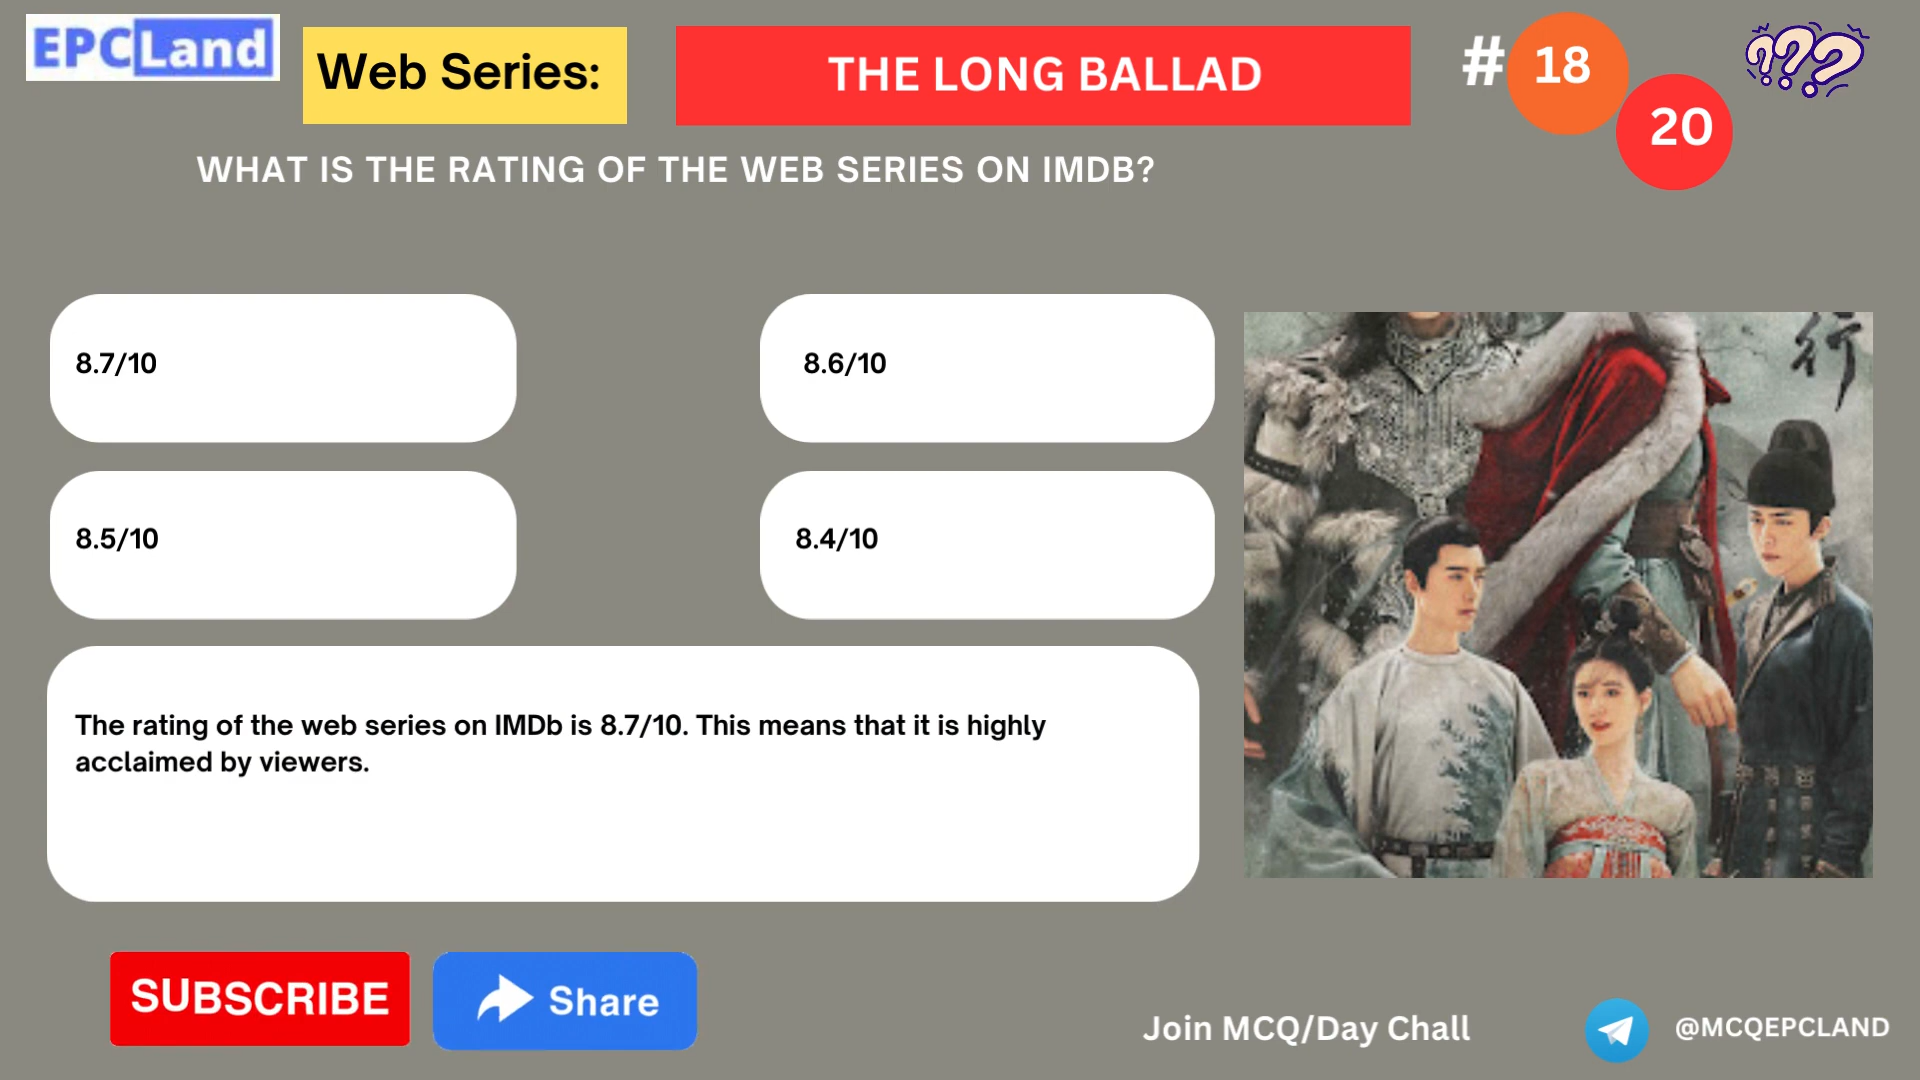 EPCLand
Web Series:
THE LONG BALLAD
# 18
20
???
WHAT IS THE RATING OF THE WEB SERIES ON IMDB?
8.7/10
8.6/10
8.5/10
8.4/10
The rating of the web series on IMDb is 8.7/10. This means that it is highly
acclaimed by viewers.
行
SUBSCRIBE
Share
Join MCQ/Day Chall
@MCQEPCLAND